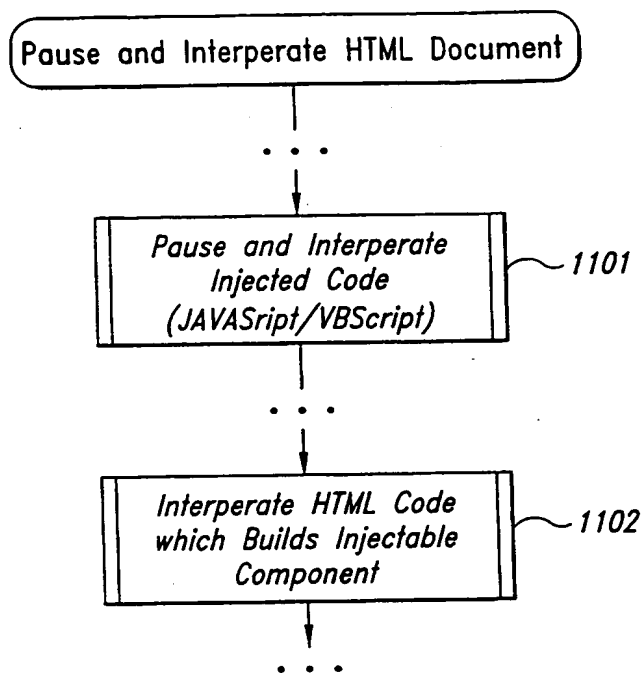 Pause and Interperate HTML Document
Pause and Interperate
Injected Code
(JAVASript/VBScript)
1101
Interperate HTML Code
which Builds Injectable
Component
1102